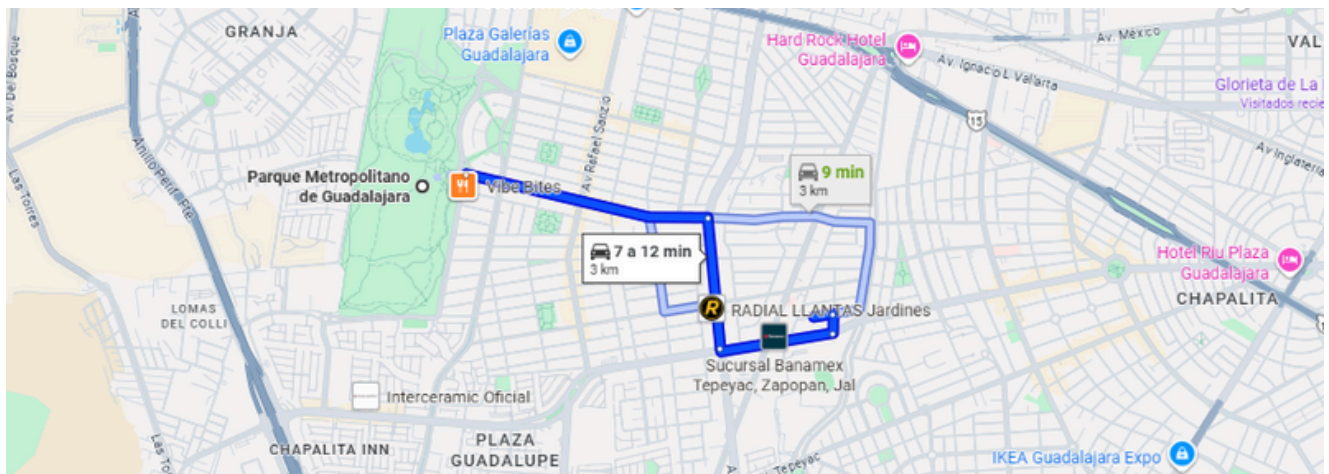 GRANJA
Plaza Galerías
Guadalajara
Hard Rock Hotel
Guadalajara
Av. México
Av. Ignacio L Vallarta
Glorieta de La
Visitados recie
15
Av Inglaterra
Av. Del Bosque
Anillo Perif. Pte.
Av Rafael Sanzio
Las Torres
Parque Metropolitano
de Guadalajara
Vibe Bites
9 min
3 km
7 a 12 min
3 km
Hotel Riu Plaza
Guadalajara
CHAPALITA
LOMAS
DEL COLLI
R
RADIAL LLANTAS Jardines
Sucursal Banamex
Tepeyac, Zapopan, Jal
Interceramic Oficial
CHAPALITA INN
PLAZA
GUADALUPE
Tepeyac
IKEA Guadalajara Expo